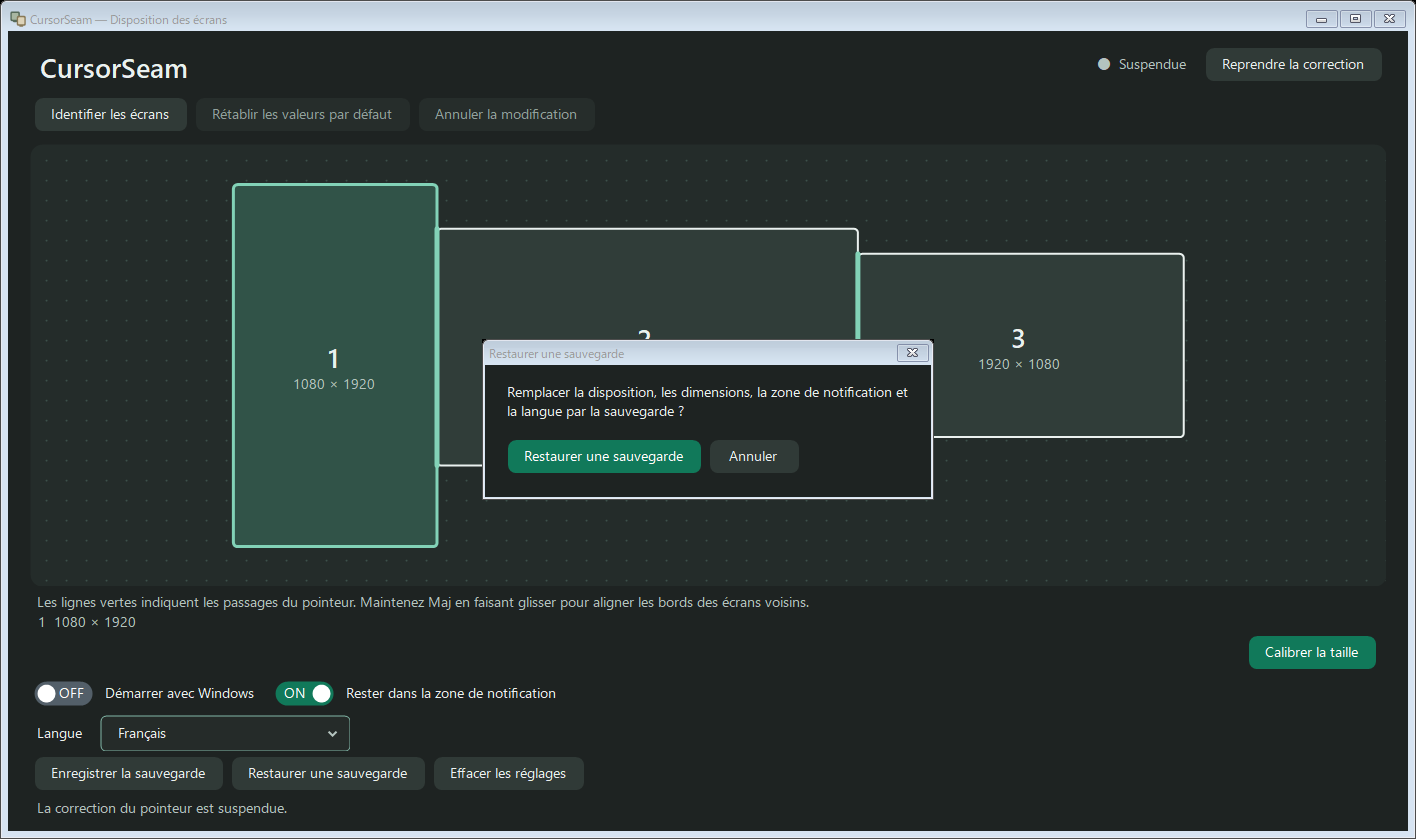 CursorSeam — Disposition des écrans
CursorSeam
Suspendue
Reprendre la correction
Identifier les écrans
Rétablir les valeurs par défaut
Annuler la modification
1
1080 × 1920
3
1920 × 1080
Restaurer une sauvegarde
Remplacer la disposition, les dimensions, la zone de notification et
la langue par la sauvegarde ?
Restaurer une sauvegarde
Annuler
Les lignes vertes indiquent les passages du pointeur. Maintenez Maj en faisant glisser pour aligner les bords des écrans voisins.
1 1080 × 1920
Calibrer la taille
OFF
Démarrer avec Windows
ON
Rester dans la zone de notification
Langue
Français
Enregistrer la sauvegarde
Restaurer une sauvegarde
Effacer les réglages
La correction du pointeur est suspendue.